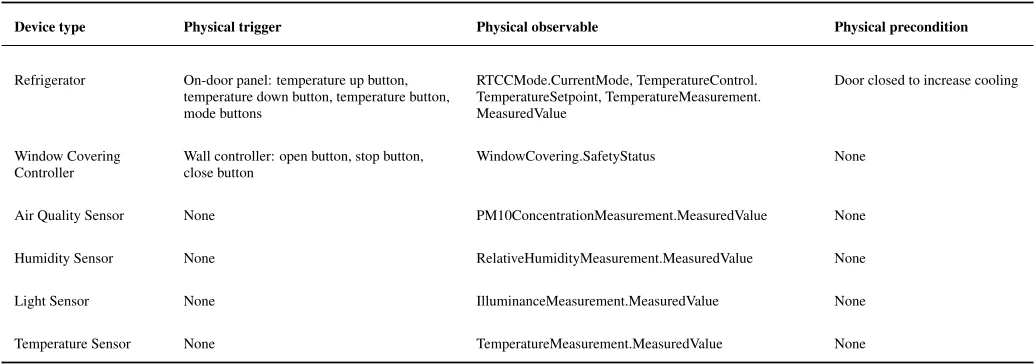 Device type Physical trigger Physical observable Physical precondition
Refrigerator On-door panel: temperature up button, RTCCMode.CurrentMode, TemperatureControl. Door closed to increase cooling
temperature down button, temperature button, TemperatureSetpoint, TemperatureMeasurement.
mode buttons MeasuredValue
Window Covering Wall controller: open button, stop button, WindowCovering.SafetyStatus None
Controller close button
Air Quality Sensor None PM10ConcentrationMeasurement.MeasuredValue None
Humidity Sensor None RelativeHumidityMeasurement.MeasuredValue None
Light Sensor None IlluminanceMeasurement.MeasuredValue None
Temperature Sensor None TemperatureMeasurement.MeasuredValue None